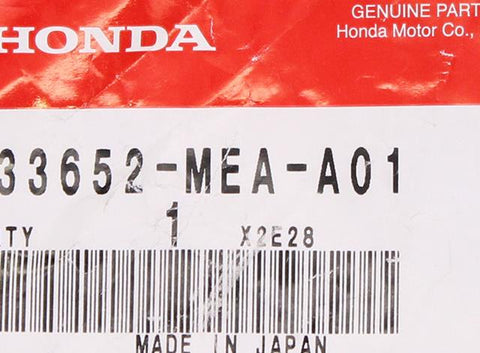 HONDA
GENUINE PART
Honda Motor Co.,
33652-MEA-A01
TY 1 X2E28
MADE IN JAPAN